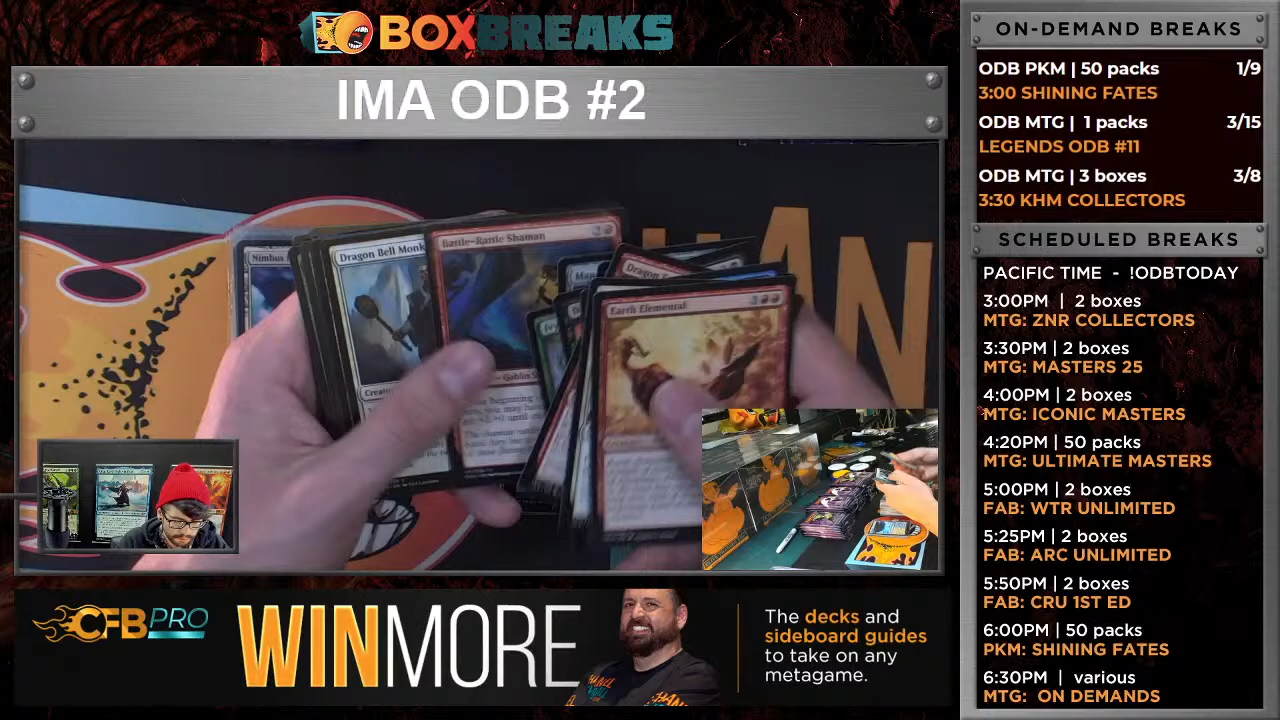 BOXBREAKS
IMA ODB #2
Nimbus
Dragon Bell Monk
Battle-Rattle Shaman
Earth Elemental
CFB PRO
WINMORE
The decks and
sideboard guides
to take on any
metagame.
ON-DEMAND BREAKS
ODB PKM | 50 packs 1/9
3:00 SHINING FATES
ODB MTG | 1 packs 3/15
LEGENDS ODB #11
ODB MTG | 3 boxes 3/8
3:30 KHM COLLECTORS
SCHEDULED BREAKS
PACIFIC TIME - !ODBTODAY
3:00PM | 2 boxes
MTG: ZNR COLLECTORS
3:30PM | 2 boxes
MTG: MASTERS 25
4:00PM | 2 boxes
MTG: ICONIC MASTERS
4:20PM | 50 packs
MTG: ULTIMATE MASTERS
5:00PM | 2 boxes
FAB: WTR UNLIMITED
5:25PM | 2 boxes
FAB: ARC UNLIMITED
5:50PM | 2 boxes
FAB: CRU 1ST ED
6:00PM | 50 packs
PKM: SHINING FATES
6:30PM | various
MTG: ON DEMANDS